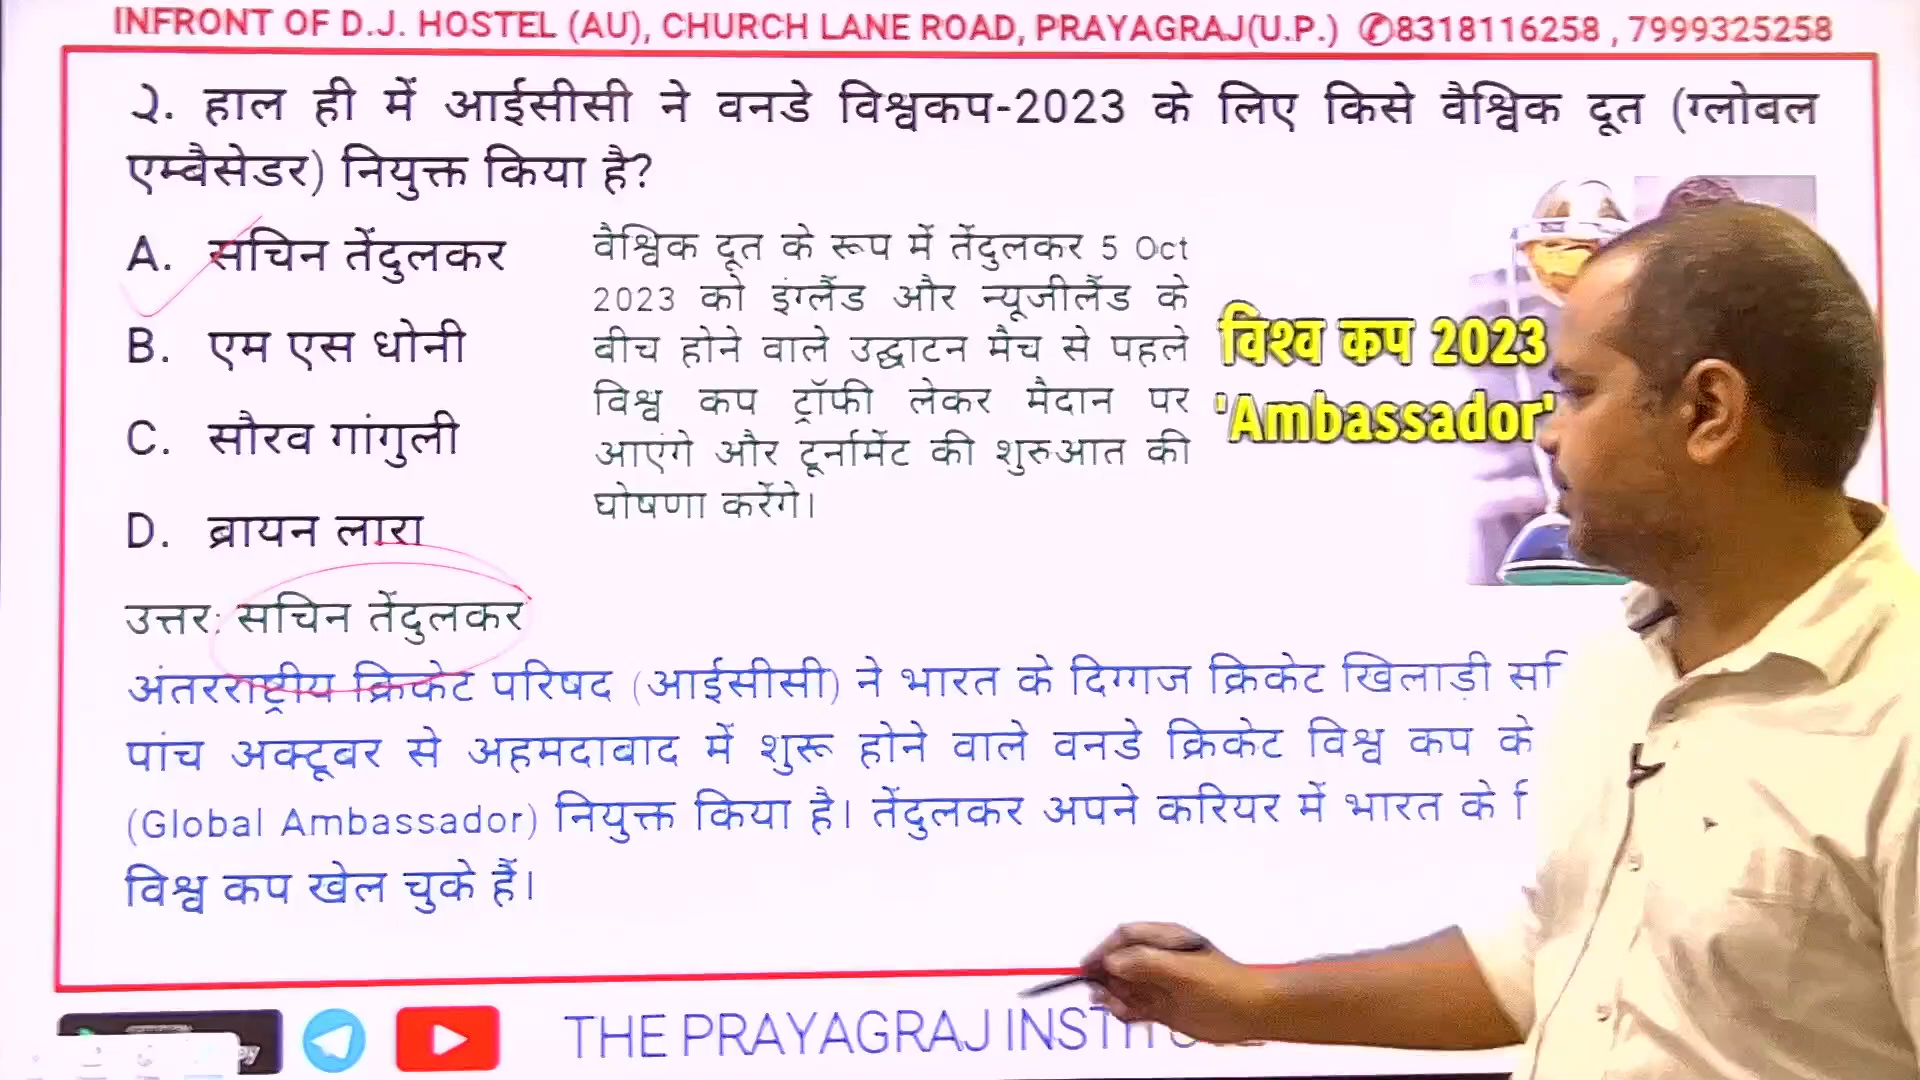 INFRONT OF D.J. HOSTEL (AU), CHURCH LANE ROAD, PRAYAGRAJ(U.P.) ✆8318116258 , 7999325258
2. हाल ही में आईसीसी ने वनडे विश्वकप-2023 के लिए किसे वैश्विक दूत (ग्लोबल
एम्बैसेडर) नियुक्त किया है?
A. सचिन तेंदुलकर
B. एम एस धोनी
C. सौरव गांगुली
D. ब्रायन लारा
वैश्विक दूत के रूप में तेंदुलकर 5 Oct
2023 को इंग्लैंड और न्यूजीलैंड के
बीच होने वाले उद्घाटन मैच से पहले
विश्व कप ट्रॉफी लेकर मैदान पर
आएंगे और टूर्नामेंट की शुरुआत की
घोषणा करेंगे।
विश्व कप 2023
'Ambassador'
उत्तर: सचिन तेंदुलकर
अंतरराष्ट्रीय क्रिकेट परिषद (आईसीसी) ने भारत के दिग्गज क्रिकेट खिलाड़ी
पांच अक्टूबर से अहमदाबाद में शुरू होने वाले वनडे क्रिकेट विश्व कप के
(Global Ambassador) नियुक्त किया है। तेंदुलकर अपने करियर में भारत के
विश्व कप खेल चुके हैं।
THE PRAYAGRAJ